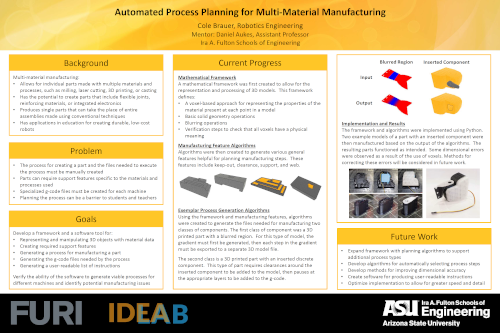 Automated Process Planning for Multi-Material Manufacturing
Cole Brauer, Robotics Engineering
Mentor: Daniel Aukes, Assistant Professor
Ira A. Fulton Schools of Engineering
Background
Multi-material manufacturing:
• Allows for individual parts made with multiple materials and
processes, such as milling, laser cutting, 3D printing, or casting
• Has the potential to create parts that include flexible joints,
reinforcing materials, or integrated electronics
• Produces single parts that can take the place of entire
assemblies made using conventional techniques
• Has applications in education for creating durable, low-cost
robots
Problem
• The process for creating a part and the files needed to execute
the process must be manually created
• Parts can require support features specific to the materials and
processes used
• Specialized g-code files must be created for each machine
• Planning the process can be a barrier to students and teachers
Goals
Develop a framework and a software tool for:
• Representing and manipulating 3D objects with material data
• Creating required support features
• Generating a process for manufacturing a part
• Generating the g-code files needed by the process
• Generating a user-readable list of instructions
Verify the ability of the software to generate viable processes for
different machines and identify potential manufacturing issues
Current Progress
Mathematical Framework
A mathematical framework was first created to allow for the
representation and processing of 3D models. This framework
defines:
• A voxel-based approach for representing the properties of the
material present at each point in a model
• Basic solid geometry operations
• Blurring operations
• Verification steps to check that all voxels have a physical
meaning
Manufacturing Feature Algorithms
Algorithms were then created to generate various general
features helpful for planning manufacturing steps. These
features include keep-out, clearance, support, and web.
Exemplar Process Generation Algorithms
Using the framework and manufacturing features, algorithms
were created to generate the files needed for manufacturing two
classes of components. The first class of component was a 3D
printed part with a blurred region. For this type of model, the
gradient must first be generated, then each step in the gradient
must be exported to a separate 3D model file.
The second class is a 3D printed part with an insert discrete
component. This type of part requires clearances around the
inserted component to be added to the model, then pauses at
the appropriate layers to be added to the g-code.
Blurred Region Inserted Component
Input
Output
Implementation and Results
The framework and algorithms were implemented using Python.
Two example models of a part with an inserted component were
then manufactured based on the output of the algorithms. The
resulting parts functioned as intended. Some dimensional errors
were observed as a result of the use of voxels. Methods for
correcting these errors will be considered in future work.
Future Work
• Expand framework with planning algorithms to support
additional process types
• Develop algorithms for automatically selecting process steps
• Develop methods for improving dimensional accuracy
• Create software for producing user-readable instructions
• Optimize implementation to allow for greater speed and detail
FURI IDEAB
ASU Ira A. Fulton Schools of
Engineering
Arizona State University